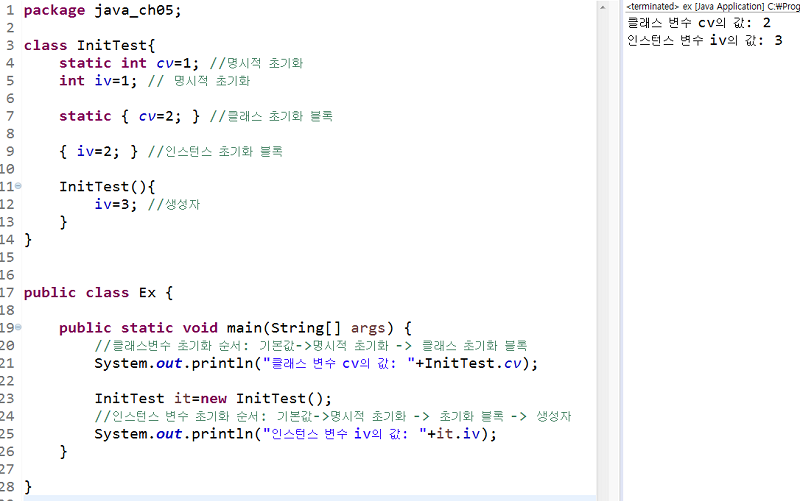 1 package java_ch05;
2
3 class InitTest{
4 static int cv=1; //명시적 초기화
5 int iv=1; // 명시적 초기화
6
7 static { cv=2; } //클래스 초기화 블록
8
9 { iv=2; } //인스턴스 초기화 블록
10
11 InitTest(){
12 iv=3; //생성자
13 }
14 }
15
16
17 public class Ex {
18
19 public static void main(String[] args) {
20 //클래스변수 초기화 순서: 기본값->명시적 초기화 -> 클래스 초기화 블록
21 System.out.println("클래스 변수 cv의 값: "+InitTest.cv);
22
23 InitTest it=new InitTest();
24 //인스턴스 변수 초기화 순서: 기본값->명시적 초기화 -> 초기화 블록 -> 생성자
25 System.out.println("인스턴스 변수 iv의 값: "+it.iv);
26 }
27
28 }
<terminated> ex [Java Application] C:\Prog
클래스 변수 cv의 값: 2
인스턴스 변수 iv의 값: 3